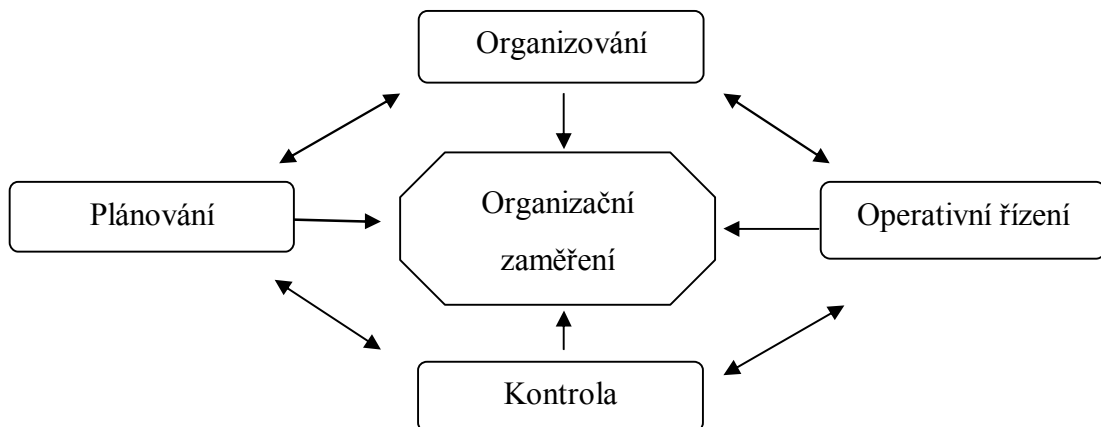 Organizování
Plánování
Organizační
zaměření
Operativní řízení
Kontrola